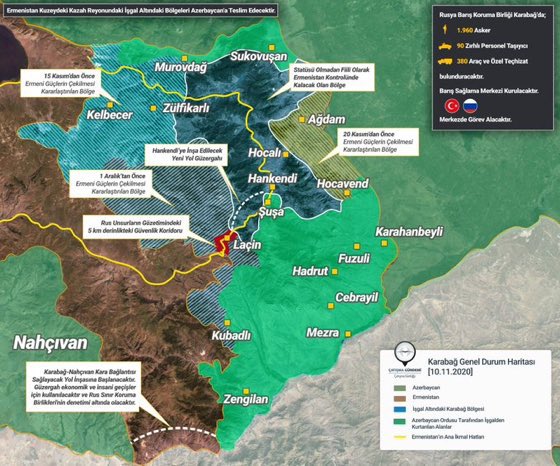 Ermenistan Kuzeydeki Kazah Reyonundaki İşgal Altındaki Bölgeleri Azerbaycan'a Teslim Edecektir.
Rusya Barış Koruma Birliği Karabağ'da;
1.960 Asker
90 Zırhlı Personel Taşıyıcı
380 Araç ve Özel Teçhizat
bulunduracaktır.
Barış Sağlama Merkezi Kurulacaktır.
Merkezde Görev Alacaktır.
Murovdağ
Sukovuşan
15 Kasım'dan Önce
Ermeni Güçlerin Çekilmesi
Kararlaştırılan Bölge
Statüsü Olmadan Fiili Olarak
Ermenistan Kontrolünde
Kalacak Olan Bölge
Kelbecer
Zülfikarlı
Ağdam
20 Kasım'dan Önce
Ermeni Güçlerin Çekilmesi
Kararlaştırılan Bölge
Hankendi'ye İnşa Edilecek
Yeni Yol Güzergahı
Hocalı
1 Aralık'tan Önce
Ermeni Güçlerin Çekilmesi
Kararlaştırılan Bölge
Hankendi
Hocavend
Şuşa
Rus Unsurların Gözetimindeki
5 km derinlikteki Güvenlik Koridoru
Laçin
Karahanbeyli
Fuzuli
Hadrut
Cebrayil
Kubadlı
Mezra
Nahçıvan
Zengilan
Karabağ-Nahçıvan Kara Bağlantısı
Sağlayacak Yol İnşasına Başlanacaktır.
Güzergah ekonomik ve insani geçişler
için kullanılacaktır ve Rus Sınır Koruma
Birlikleri'nin denetimi altında olacaktır.
ÇATIŞMA GÜNDEMİ
Karabağ Genel Durum Haritası
[10.11.2020]
Azerbaycan
Ermenistan
İşgal Altındaki Karabağ Bölgesi
Azerbaycan Ordusu Tarafından İşgalden
Kurtarılan Alanlar
Ermenistan'ın Ana İkmal Hatları